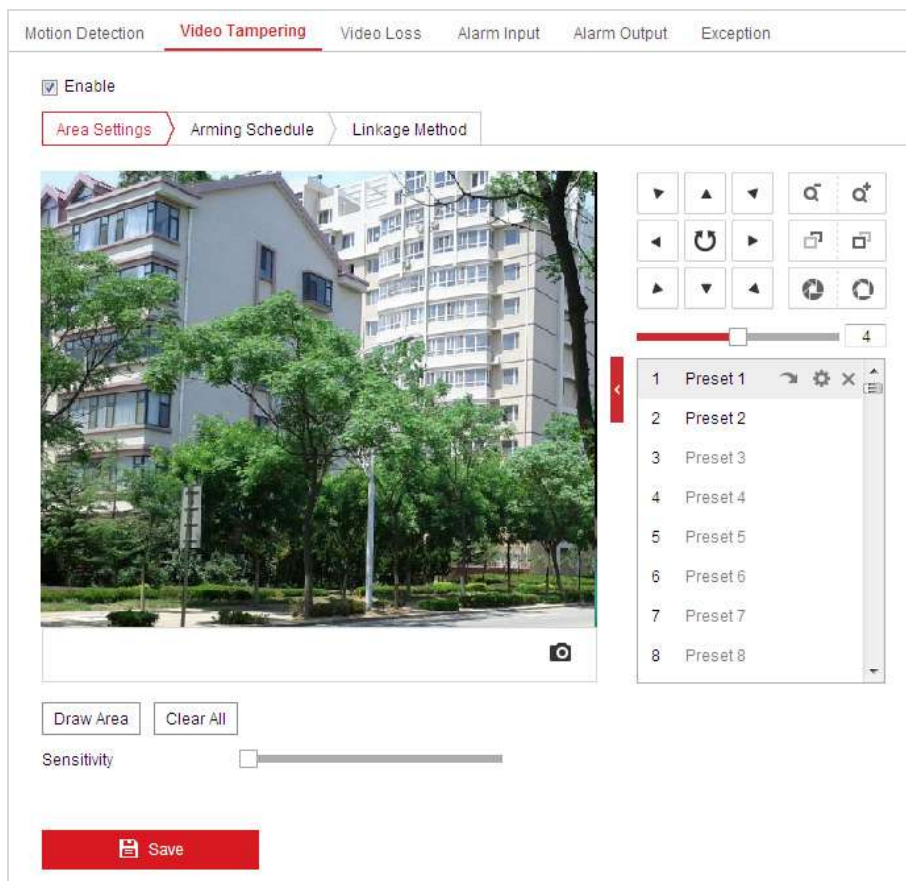 Motion Detection Video Tampering Video Loss Alarm Input Alarm Output Exception
Enable
Area Settings Arming Schedule Linkage Method
4
1 Preset 1
2 Preset 2
3 Preset 3
4 Preset 4
5 Preset 5
6 Preset 6
7 Preset 7
8 Preset 8
Draw Area Clear All
Sensitivity
Save